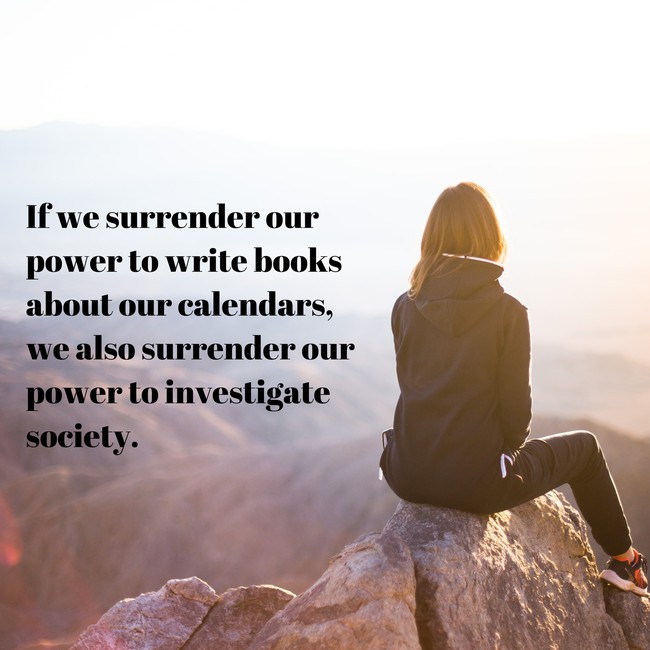 If we surrender our
power to write books
about our calendars,
we also surrender our
power to investigate
society.